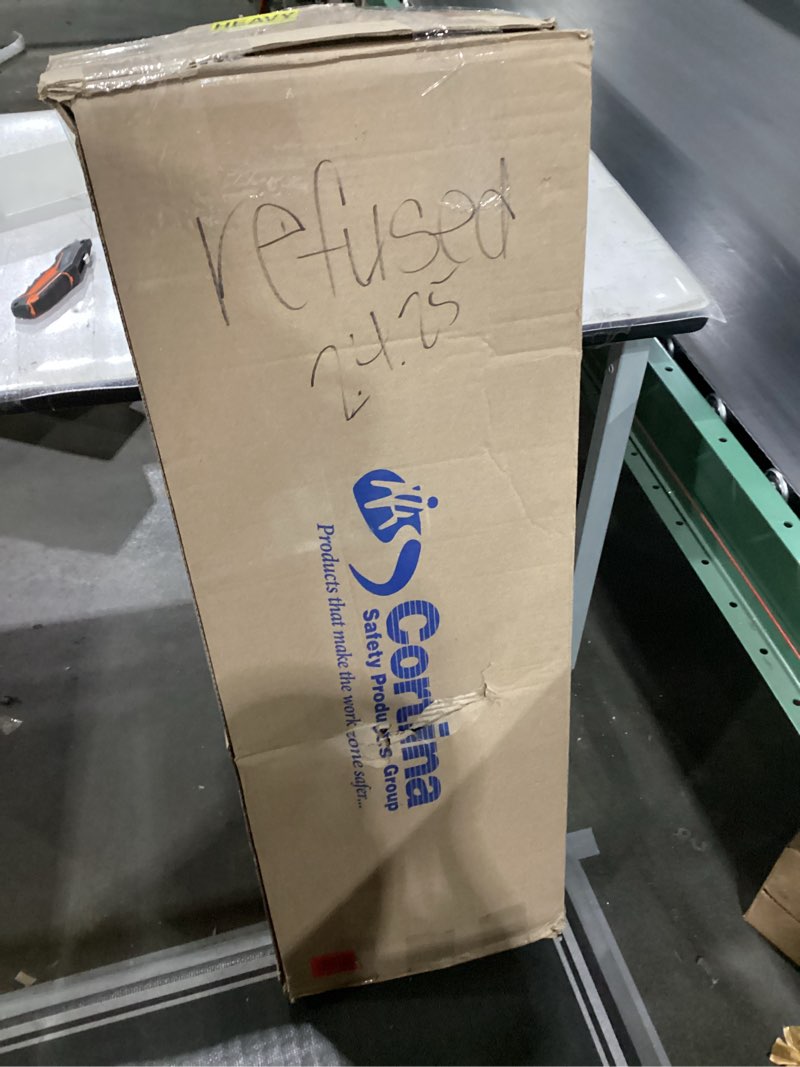 HEAVY
refused
2.4.25
Cortina
Safety Products Group
Products that make the work zone safer...